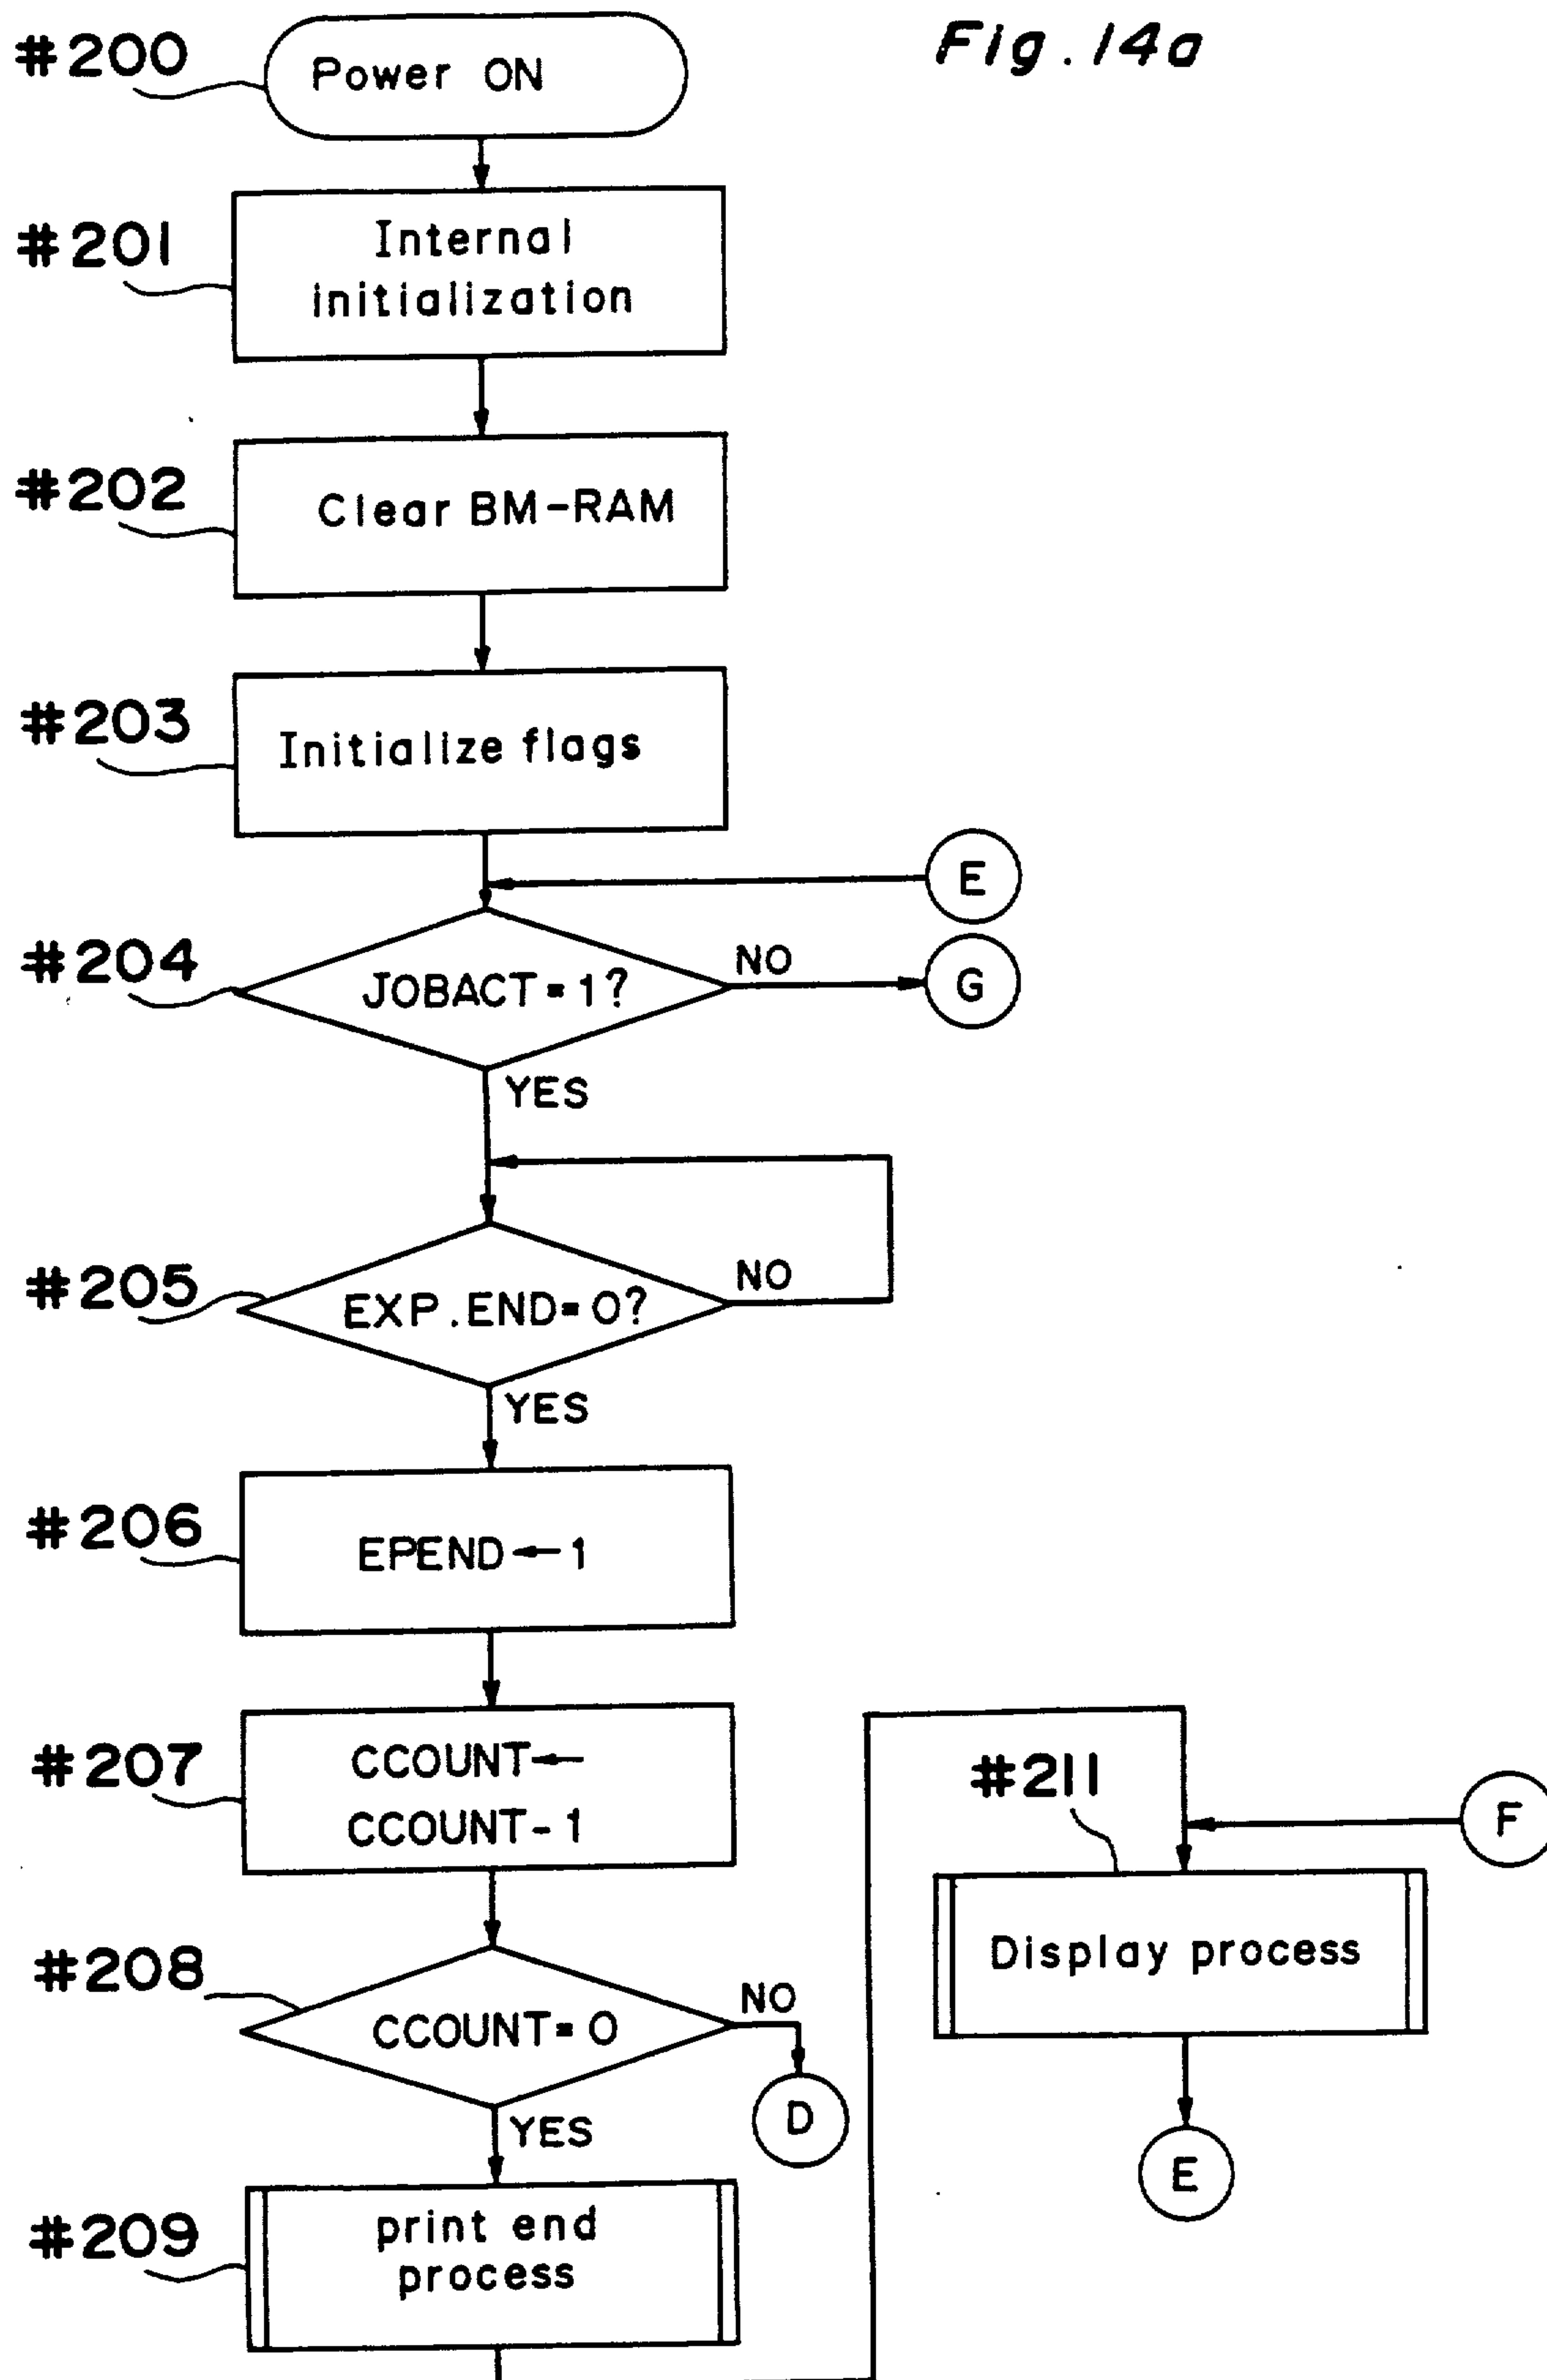 Fig. 14a
#200
Power ON
#201
Internal
initialization
#202
Clear BM-RAM
#203
Initialize flags
E
#204
JOBACT = 1?
NO
G
YES
#205
EXP. END = 0?
NO
YES
#206
EPEND ← 1
#207
CCOUNT ←
CCOUNT - 1
#208
CCOUNT = 0
NO
D
YES
#209
print end
process
#211
F
Display process
E